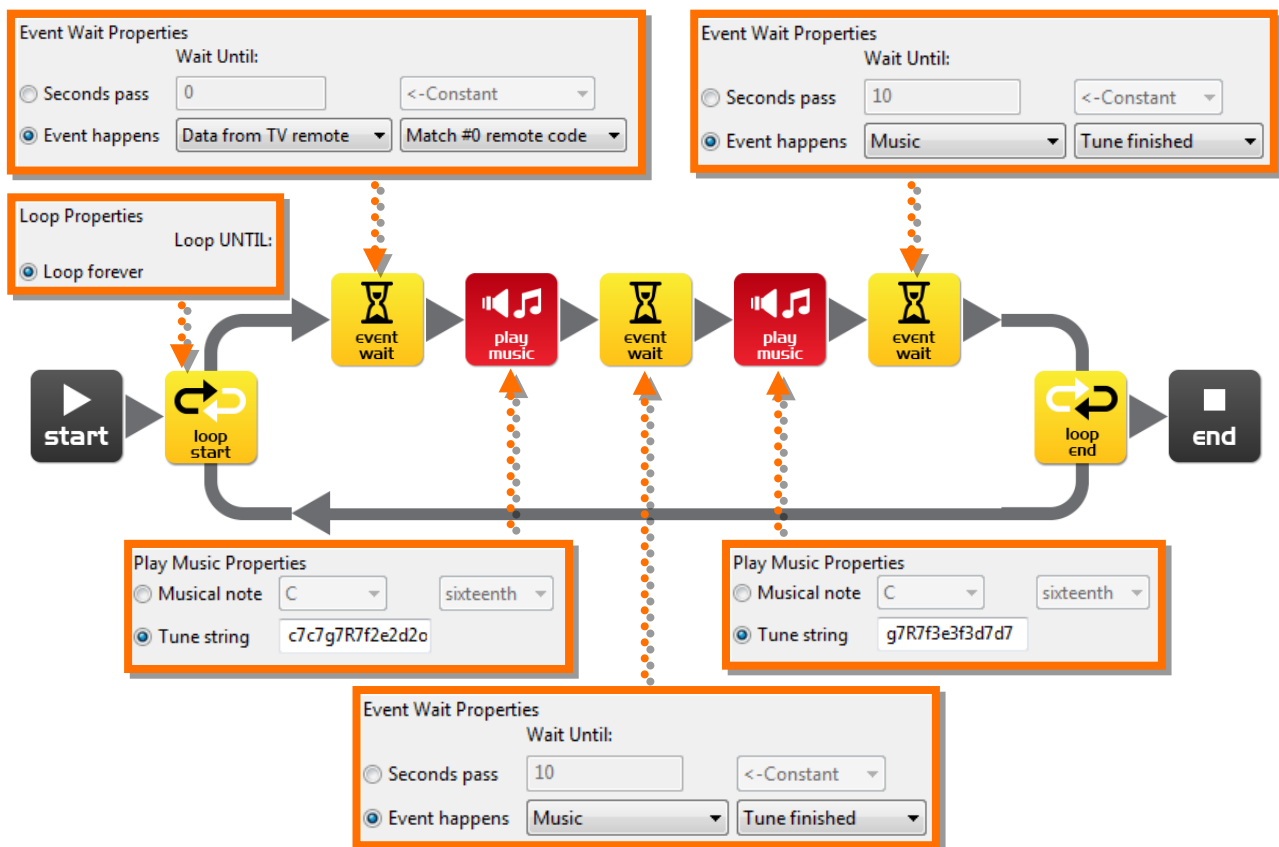 Event Wait Properties
Wait Until:
Seconds pass 0 <-Constant
Event happens Data from TV remote Match #0 remote code
Event Wait Properties
Wait Until:
Seconds pass 10 <-Constant
Event happens Music Tune finished
Loop Properties
Loop UNTIL:
Loop forever
event
wait
play
music
event
wait
play
music
event
wait
start
loop
start
loop
end
end
Play Music Properties
Musical note C sixteenth
Tune string c7c7g7R7f2e2d2o
Play Music Properties
Musical note C sixteenth
Tune string g7R7f3e3f3d7d7
Event Wait Properties
Wait Until:
Seconds pass 10 <-Constant
Event happens Music Tune finished